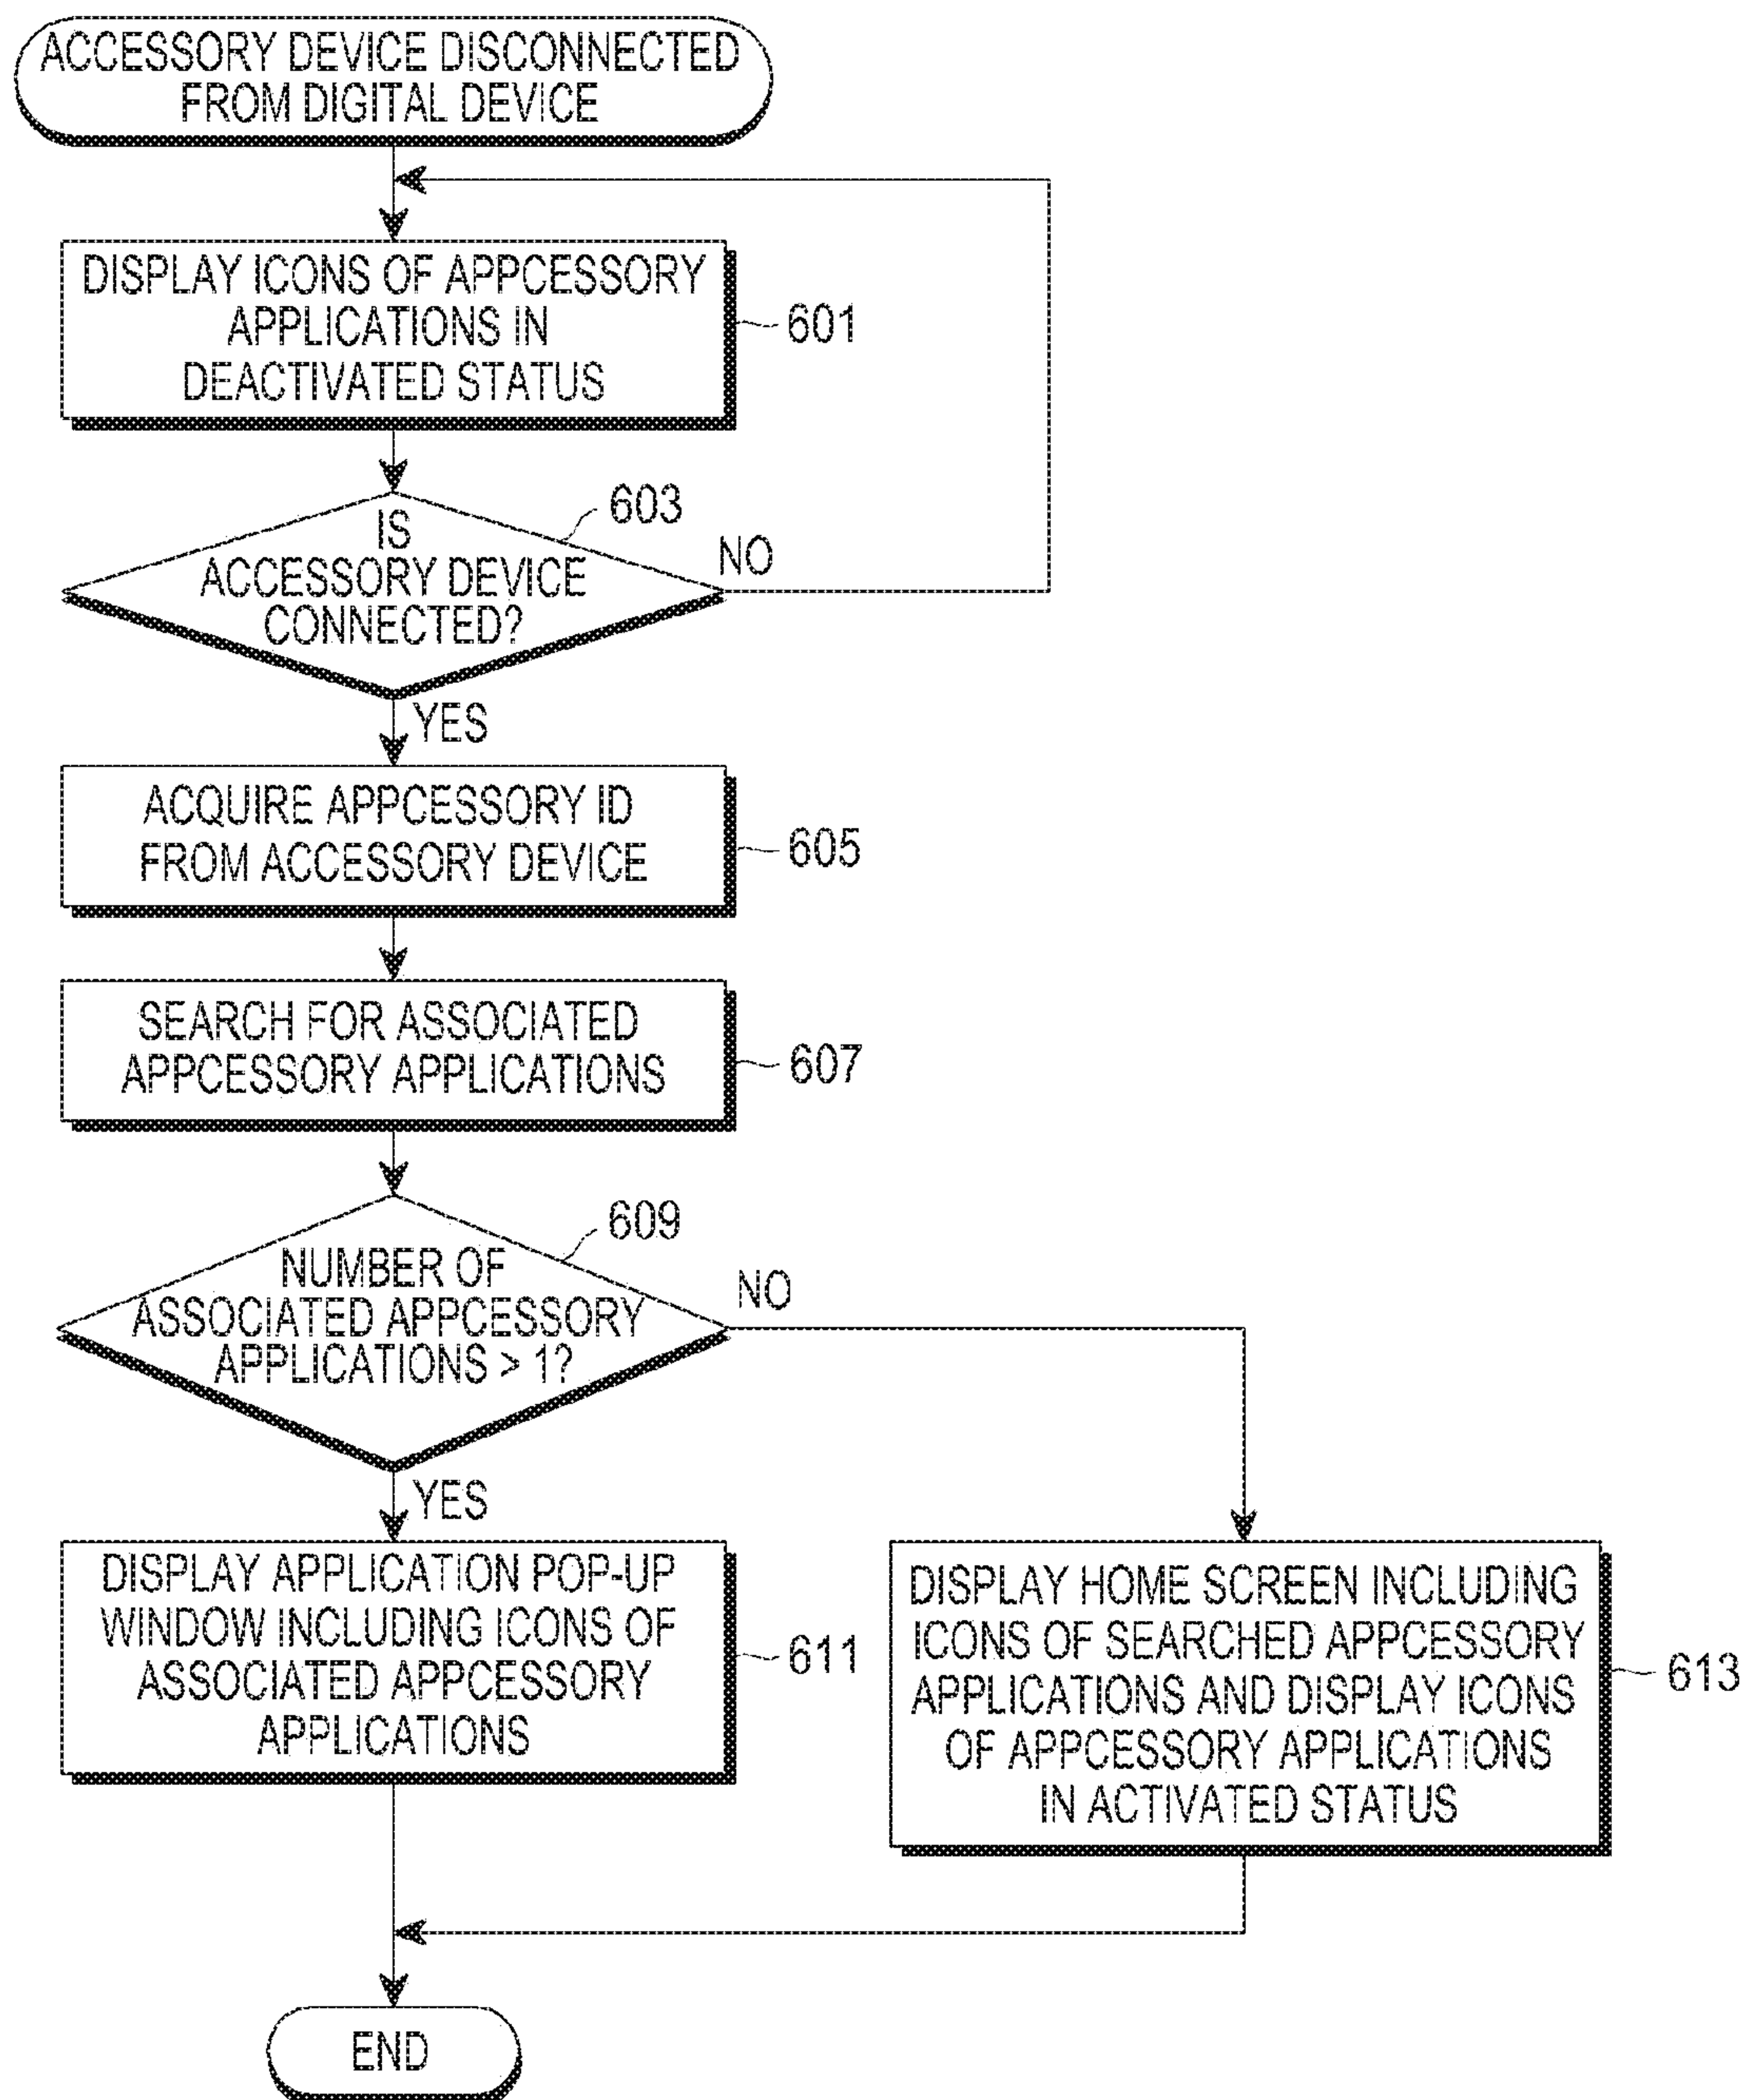 ACCESSORY DEVICE DISCONNECTED
FROM DIGITAL DEVICE
DISPLAY ICONS OF APPCESSORY
APPLICATIONS IN
DEACTIVATED STATUS
601
IS
ACCESSORY DEVICE
CONNECTED?
603
NO
YES
ACQUIRE APPCESSORY ID
FROM ACCESSORY DEVICE
605
SEARCH FOR ASSOCIATED
APPCESSORY APPLICATIONS
607
NUMBER OF
ASSOCIATED APPCESSORY
APPLICATIONS > 1?
609
NO
YES
DISPLAY APPLICATION POP-UP
WINDOW INCLUDING ICONS OF
ASSOCIATED APPCESSORY
APPLICATIONS
611
DISPLAY HOME SCREEN INCLUDING
ICONS OF SEARCHED APPCESSORY
APPLICATIONS AND DISPLAY ICONS
OF APPCESSORY APPLICATIONS
IN ACTIVATED STATUS
613
END